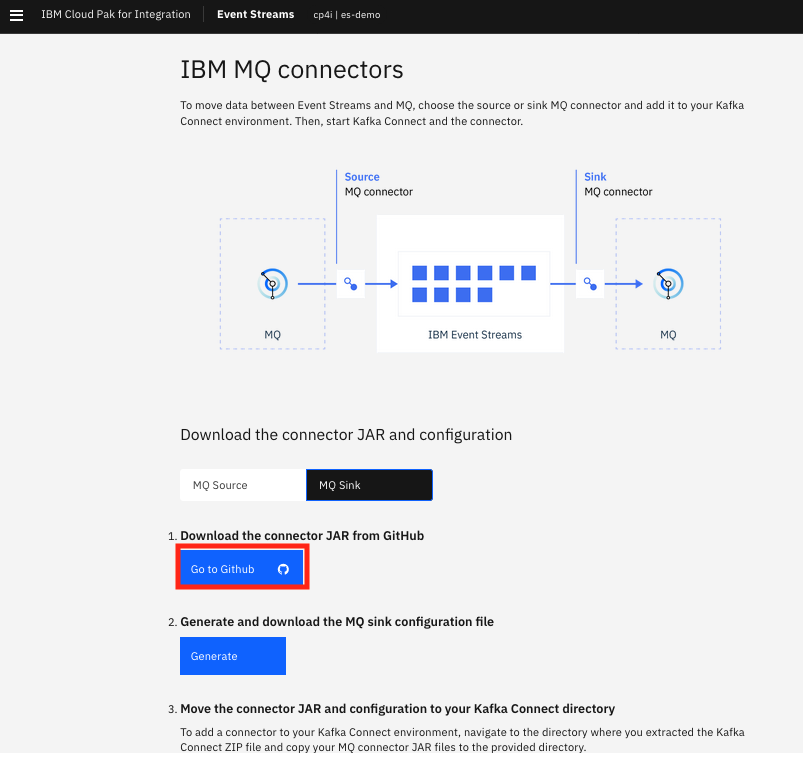 IBM Cloud Pak for Integration
Event Streams
cp4i | es-demo
IBM MQ connectors
To move data between Event Streams and MQ, choose the source or sink MQ connector and add it to your Kafka
Connect environment. Then, start Kafka Connect and the connector.
Source
MQ connector
Sink
MQ connector
MQ
IBM Event Streams
MQ
Download the connector JAR and configuration
MQ Source
MQ Sink
1. Download the connector JAR from GitHub
Go to Github
2. Generate and download the MQ sink configuration file
Generate
3. Move the connector JAR and configuration to your Kafka Connect directory
To add a connector to your Kafka Connect environment, navigate to the directory where you extracted the Kafka
Connect ZIP file and copy your MQ connector JAR files to the provided directory.